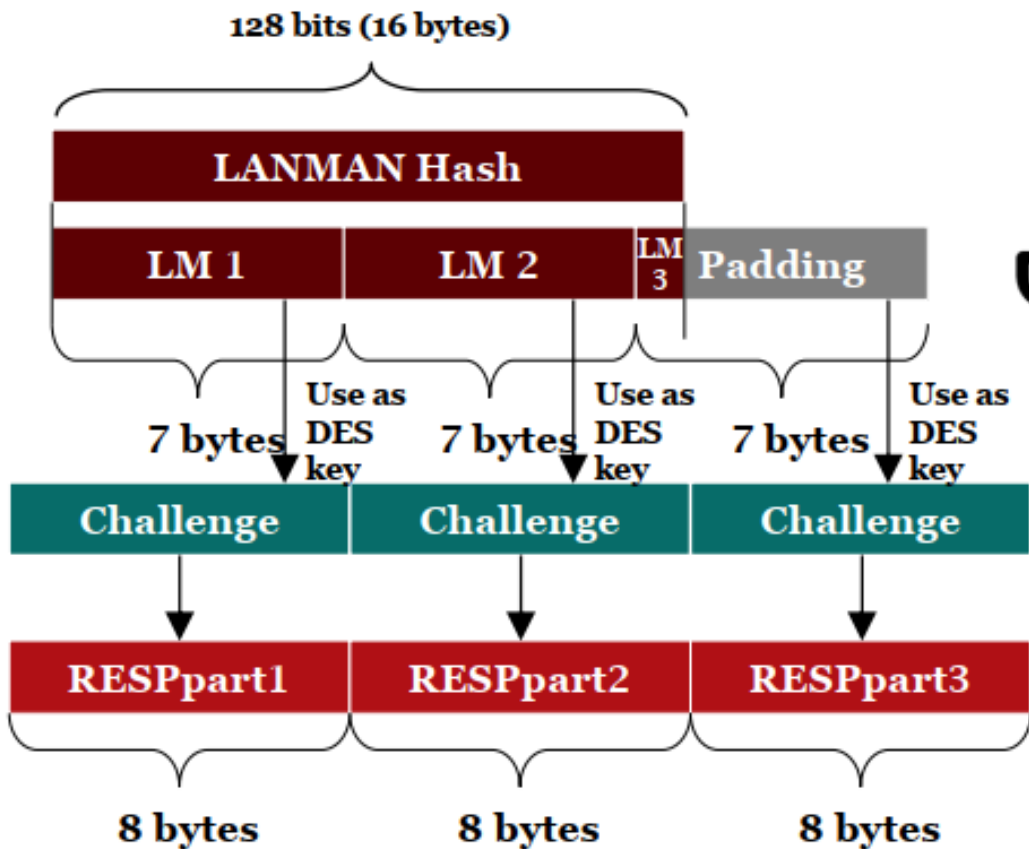 128 bits (16 bytes)
LANMAN Hash
LM 1
LM 2
LM
3
Padding
7 bytes
Use as
DES
key
7 bytes
Use as
DES
key
7 bytes
Use as
DES
key
Challenge
Challenge
Challenge
RESPpart1
RESPpart2
RESPpart3
8 bytes
8 bytes
8 bytes